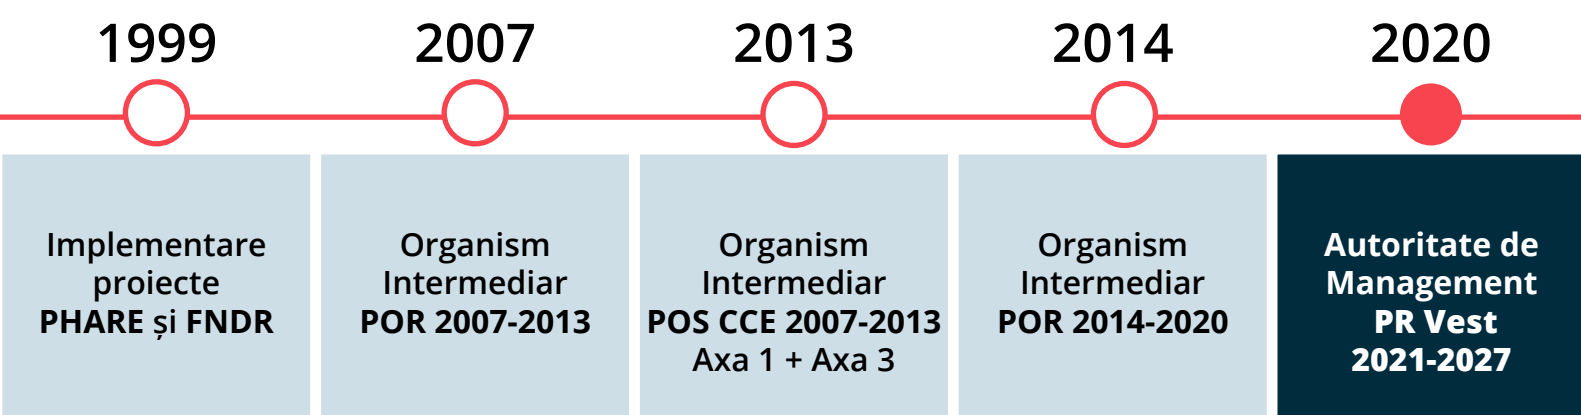 1999
2007
2013
2014
2020
Implementare
proiecte
PHARE și FNDR
Organism
Intermediar
POR 2007-2013
Organism
Intermediar
POS CCE 2007-2013
Axa 1 + Axa 3
Organism
Intermediar
POR 2014-2020
Autoritate de
Management
PR Vest
2021-2027